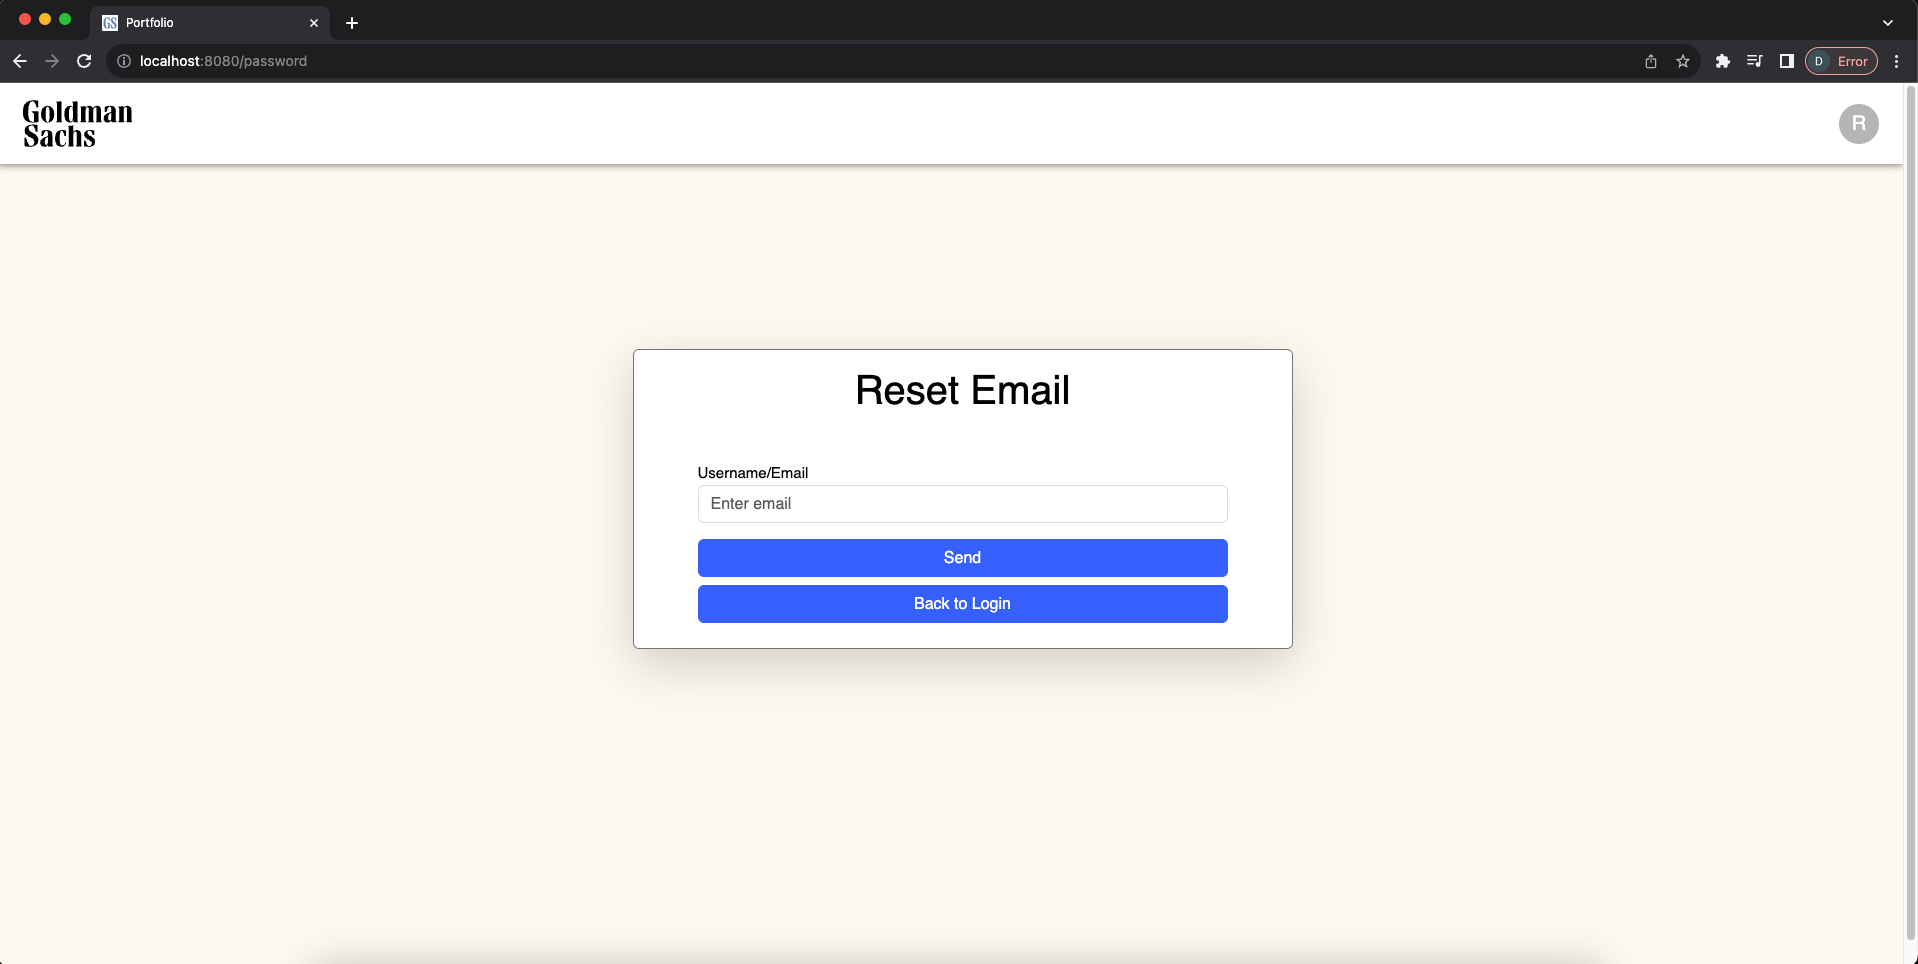 GS Portfolio
localhost:8080/password
D Error
Goldman
Sachs
R
Reset Email
Username/Email
Enter email
Send
Back to Login